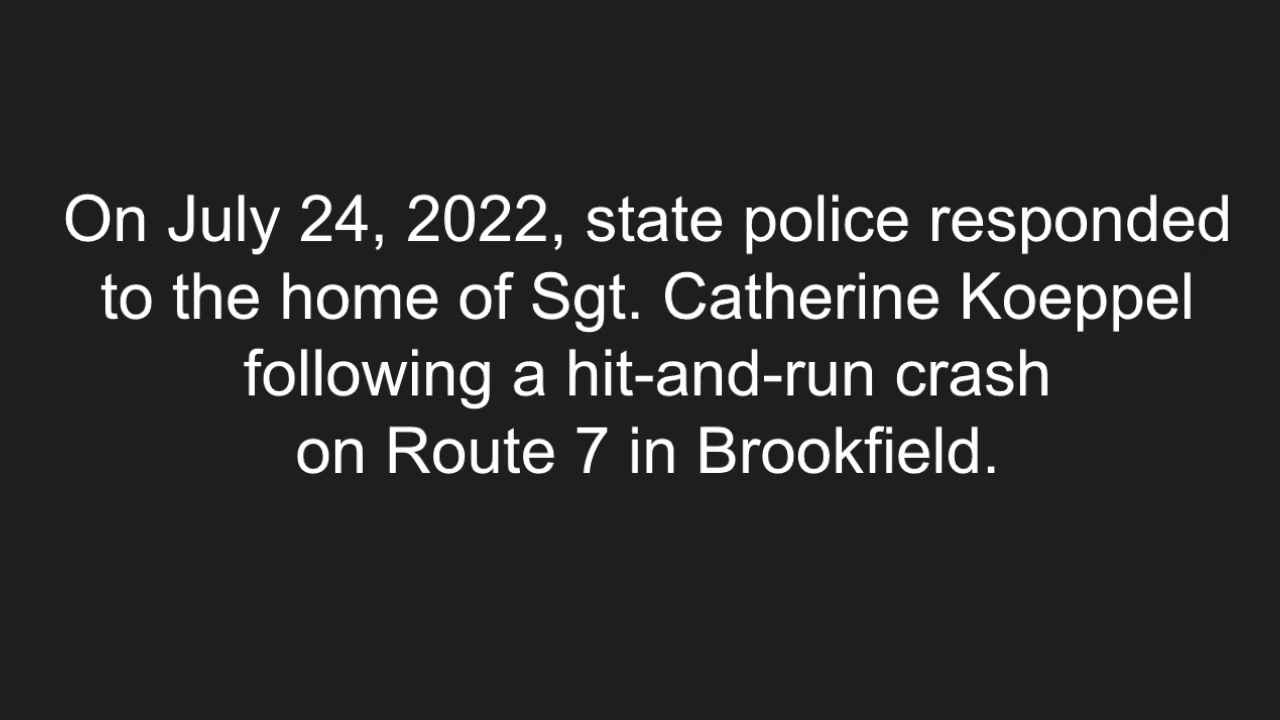 On July 24, 2022, state police responded
to the home of Sgt. Catherine Koeppel
following a hit-and-run crash
on Route 7 in Brookfield.